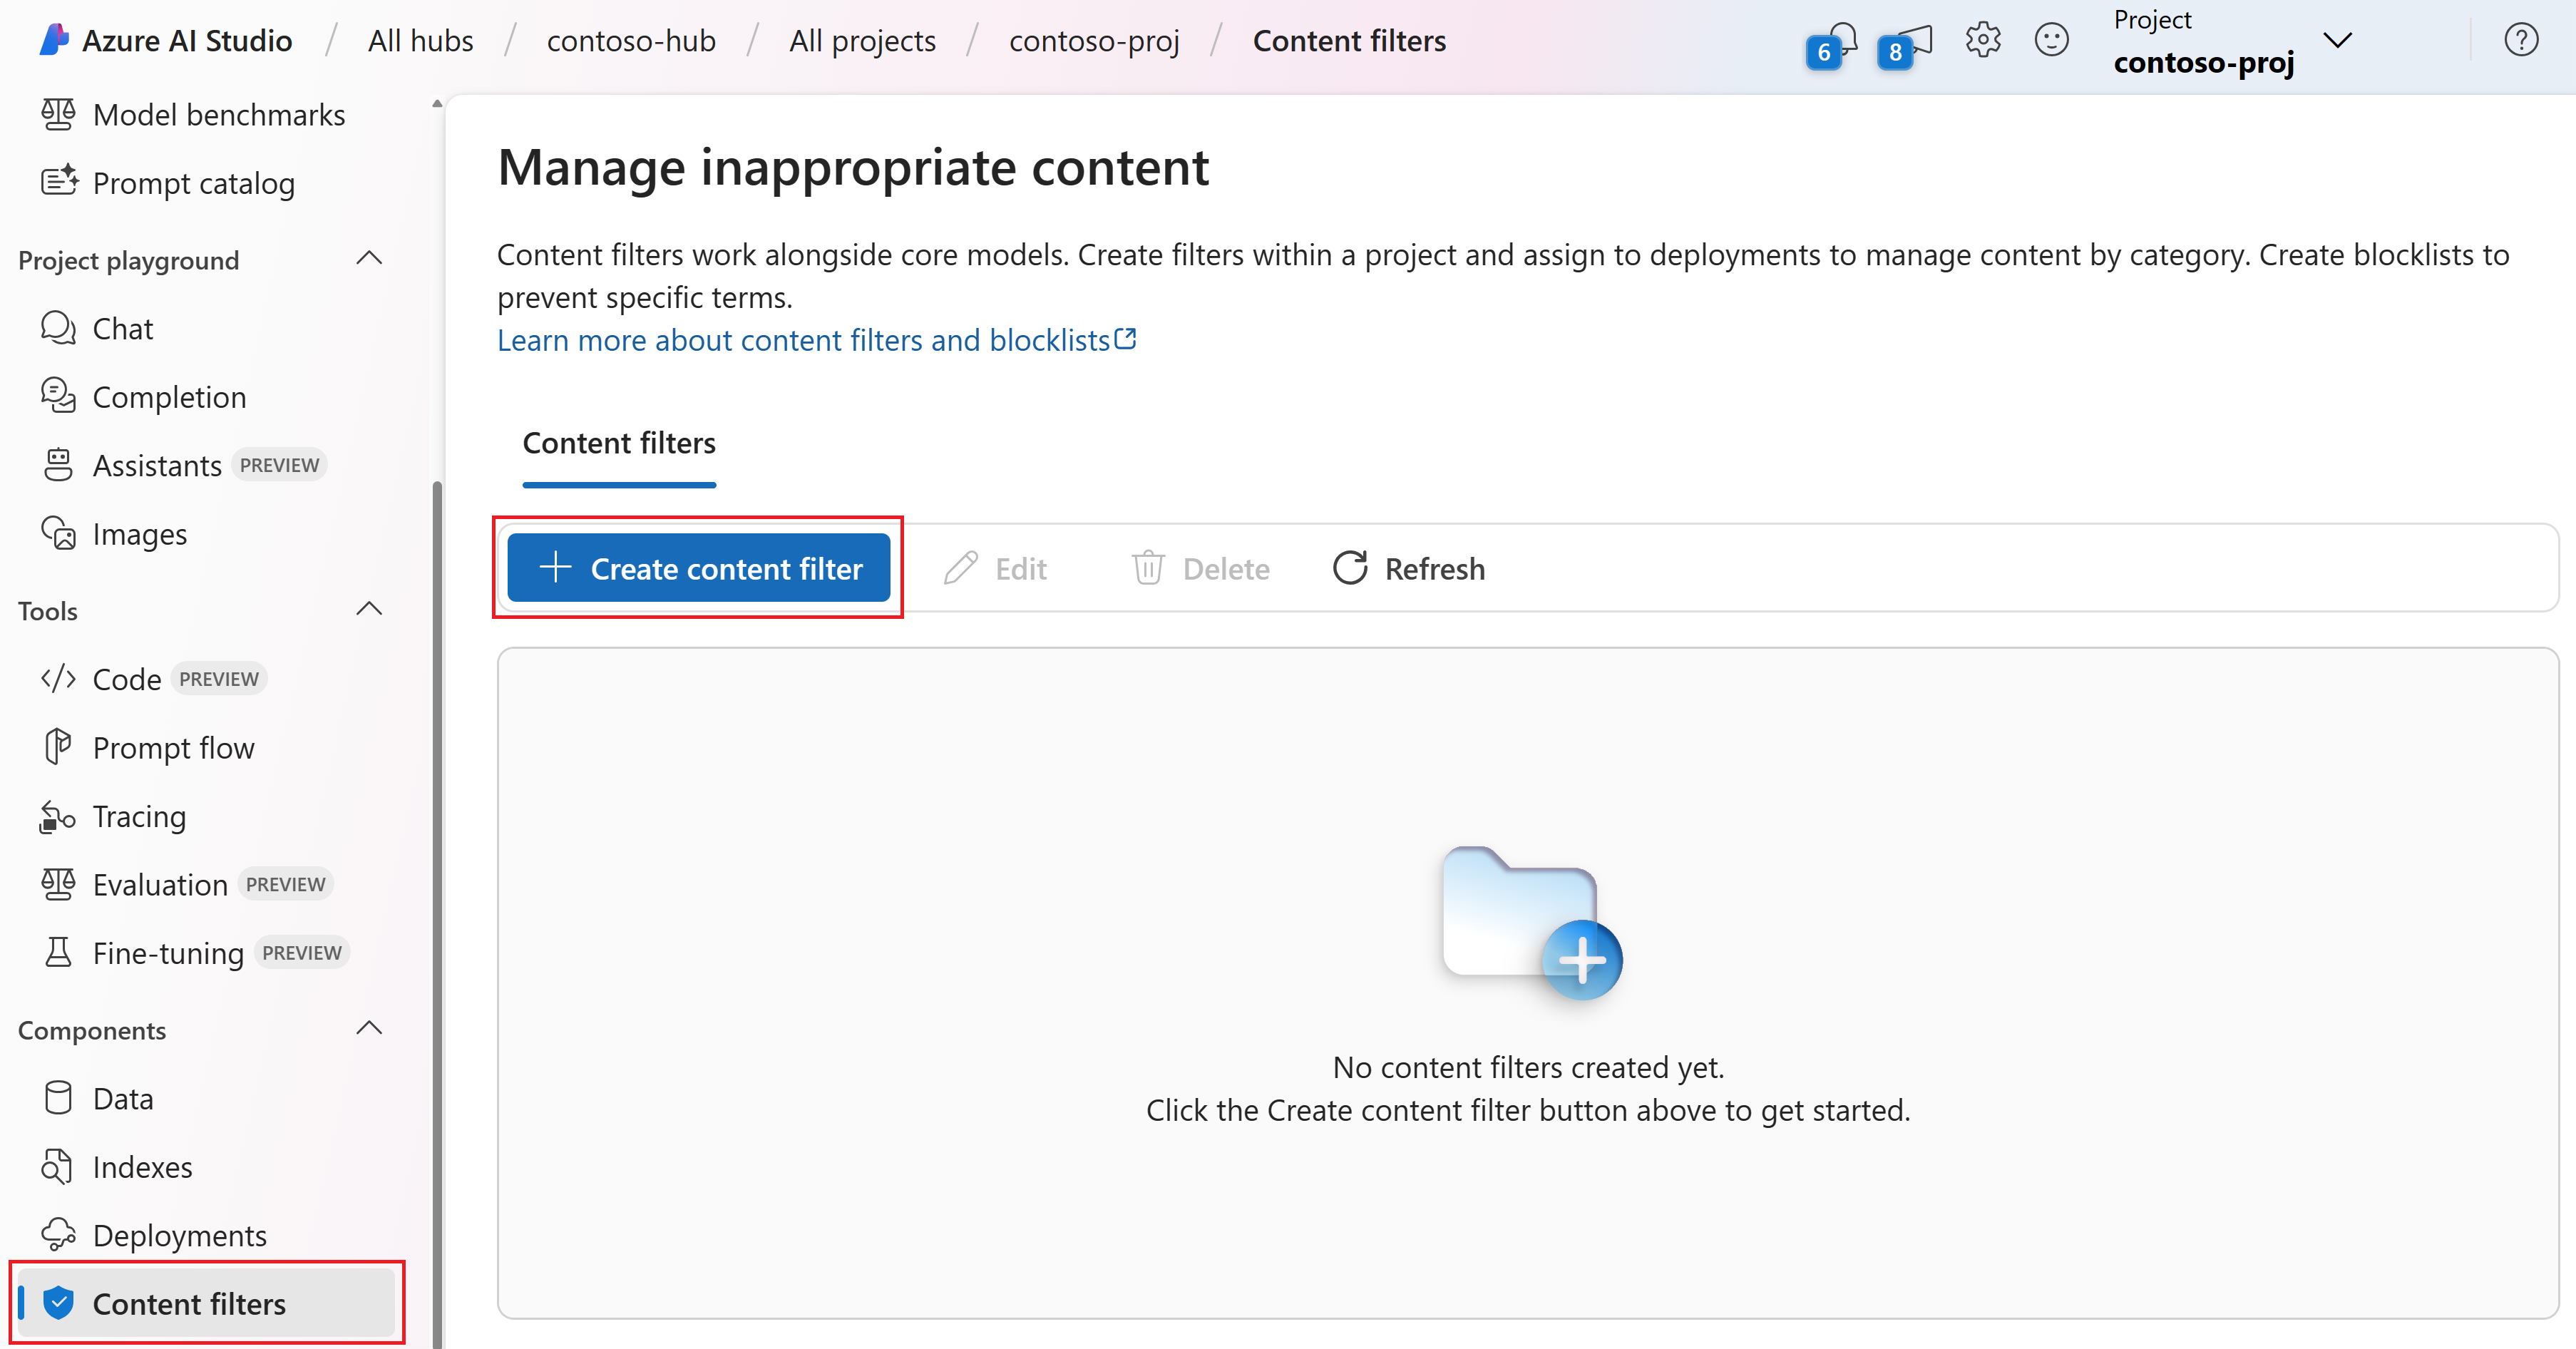 Azure AI Studio / All hubs / contoso-hub / All projects / contoso-proj / Content filters
6
8
Project
contoso-proj
Model benchmarks
Prompt catalog
Project playground
Chat
Completion
Assistants PREVIEW
Images
Tools
Code PREVIEW
Prompt flow
Tracing
Evaluation PREVIEW
Fine-tuning PREVIEW
Components
Data
Indexes
Deployments
Content filters
Manage inappropriate content
Content filters work alongside core models. Create filters within a project and assign to deployments to manage content by category. Create blocklists to
prevent specific terms.
Learn more about content filters and blocklists
Content filters
Create content filter Edit Delete Refresh
No content filters created yet.
Click the Create content filter button above to get started.